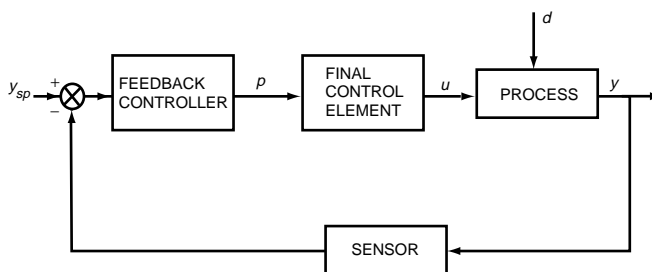 d
y_sp
+
−
FEEDBACK
CONTROLLER
p
FINAL
CONTROL
ELEMENT
u
PROCESS
y
SENSOR